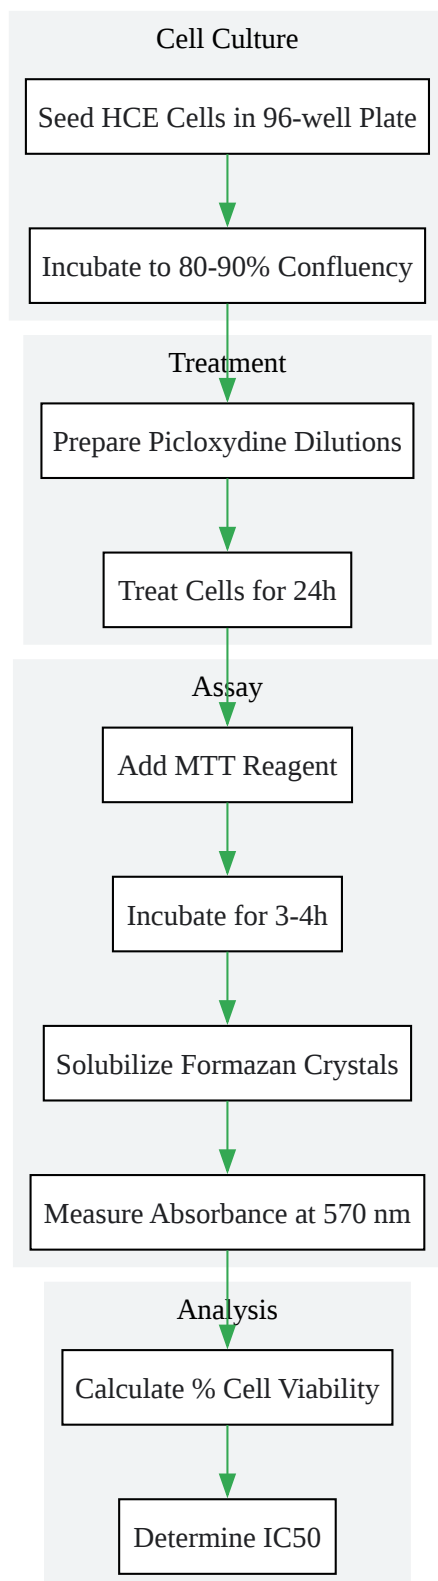 Cell Culture
Seed HCE Cells in 96-well Plate
Incubate to 80-90% Confluency
Treatment
Prepare Picloxydine Dilutions
Treat Cells for 24h
Assay
Add MTT Reagent
Incubate for 3-4h
Solubilize Formazan Crystals
Measure Absorbance at 570 nm
Analysis
Calculate % Cell Viability
Determine IC50